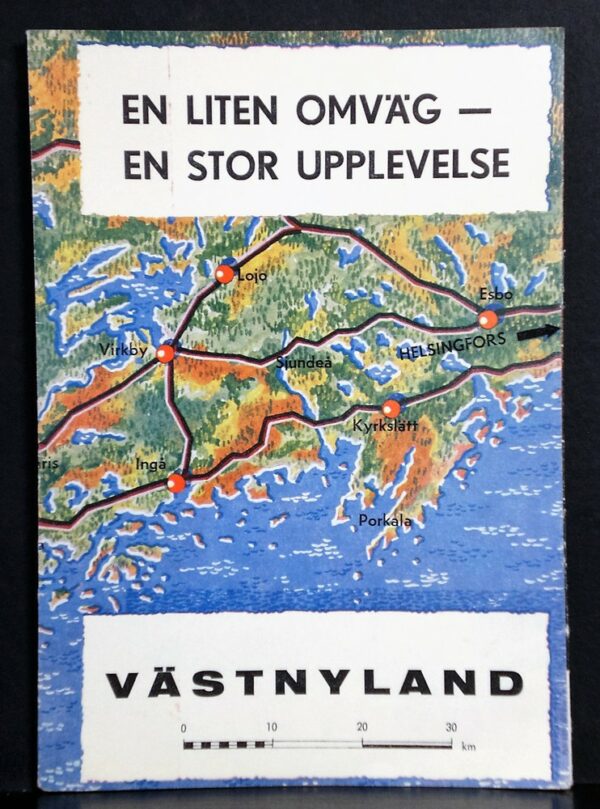 EN LITEN OMVÄG —
EN STOR UPPLEVELSE
Lojo
Esbo
Virkby
HELSINGFORS
Sjundeå
Kyrkslätt
ris
Ingå
Porkala
VÄSTNYLAND
0 10 20 30
km